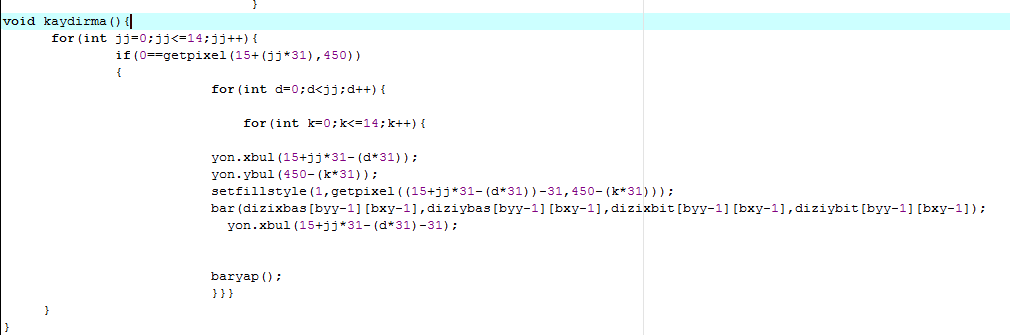 }
void kaydirma(){
for(int jj=0;jj<=14;jj++){
if(0==getpixel(15+(jj*31),450))
{
for(int d=0;d<jj;d++){
for(int k=0;k<=14;k++){
yon.xbul(15+jj*31-(d*31));
yon.ybul(450-(k*31));
setfillstyle(1,getpixel((15+jj*31-(d*31))-31,450-(k*31)));
bar(dizixbas[byy-1][bxy-1],diziybas[byy-1][bxy-1],dizixbit[byy-1][bxy-1],diziybit[byy-1][bxy-1]);
yon.xbul(15+jj*31-(d*31)-31);
baryap();
}}}
}
}